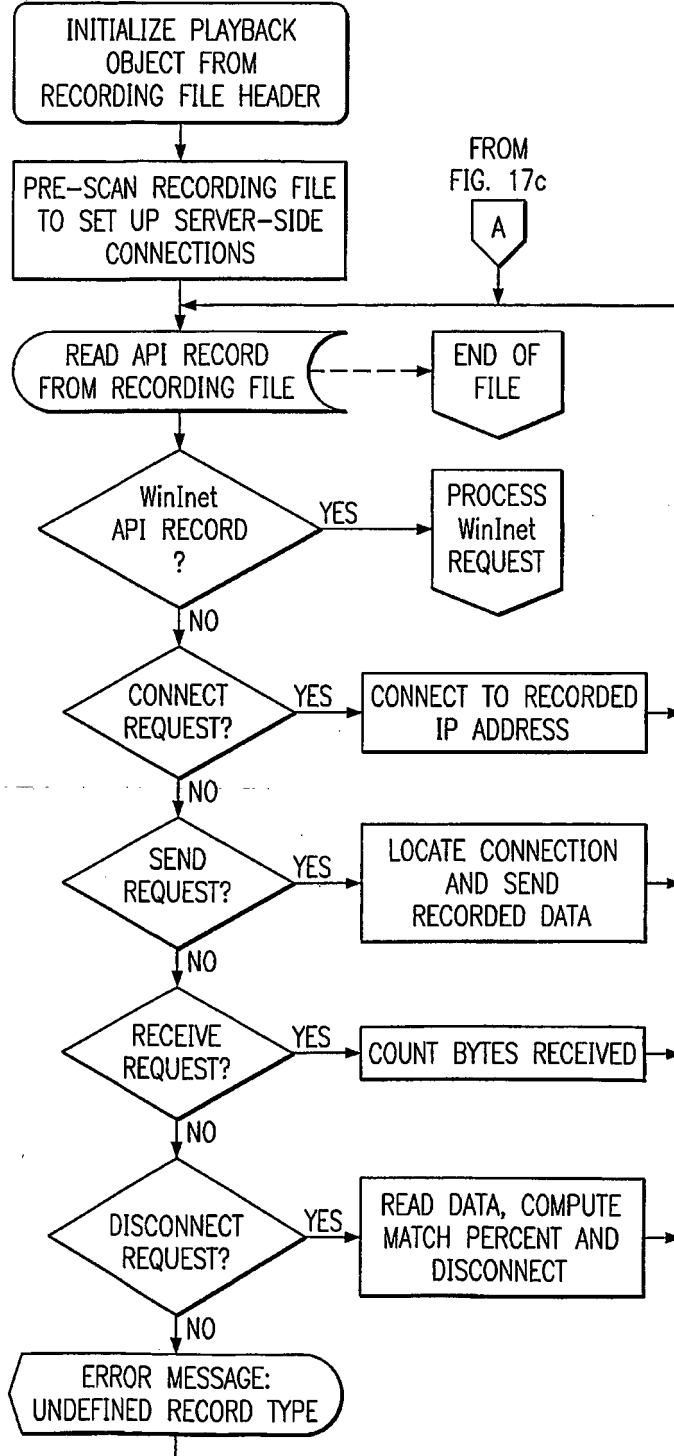 INITIALIZE PLAYBACK
OBJECT FROM
RECORDING FILE HEADER
PRE-SCAN RECORDING FILE
TO SET UP SERVER-SIDE
CONNECTIONS
FROM
FIG. 17c
A
READ API RECORD
FROM RECORDING FILE
END OF
FILE
WinInet
API RECORD
?
YES
PROCESS
WinInet
REQUEST
NO
CONNECT
REQUEST?
YES
CONNECT TO RECORDED
IP ADDRESS
NO
SEND
REQUEST?
YES
LOCATE CONNECTION
AND SEND
RECORDED DATA
NO
RECEIVE
REQUEST?
YES
COUNT BYTES RECEIVED
NO
DISCONNECT
REQUEST?
YES
READ DATA, COMPUTE
MATCH PERCENT AND
DISCONNECT
NO
ERROR MESSAGE:
UNDEFINED RECORD TYPE